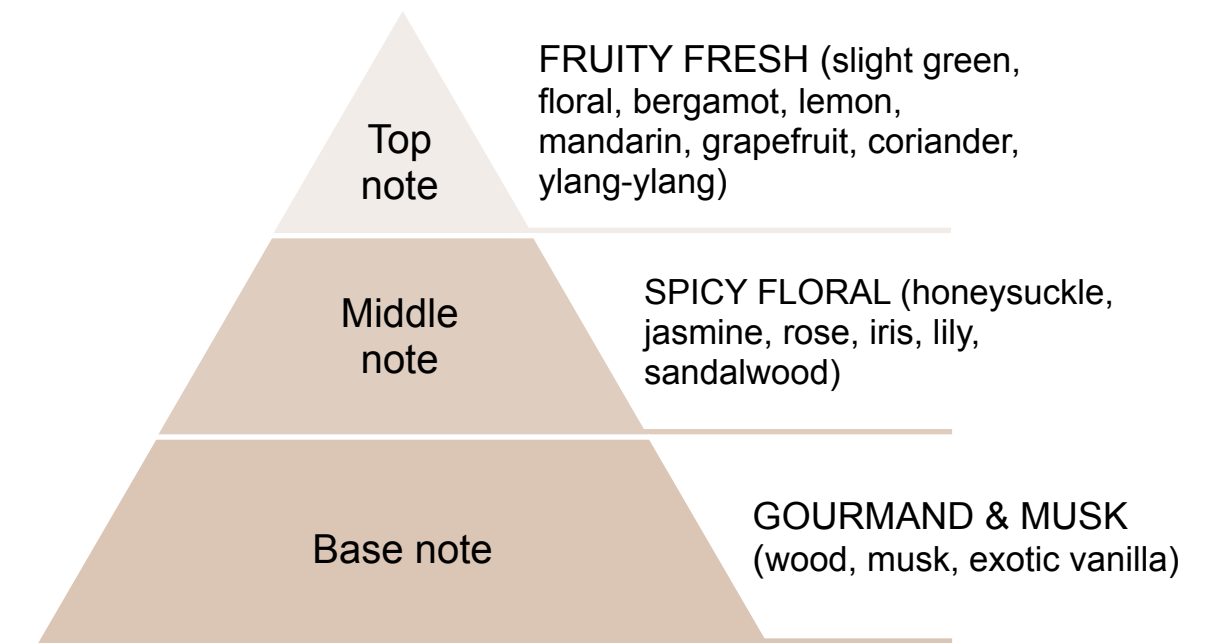 Top
note
FRUITY FRESH (slight green,
floral, bergamot, lemon,
mandarin, grapefruit, coriander,
ylang-ylang)
Middle
note
SPICY FLORAL (honeysuckle,
jasmine, rose, iris, lily,
sandalwood)
Base note
GOURMAND & MUSK
(wood, musk, exotic vanilla)